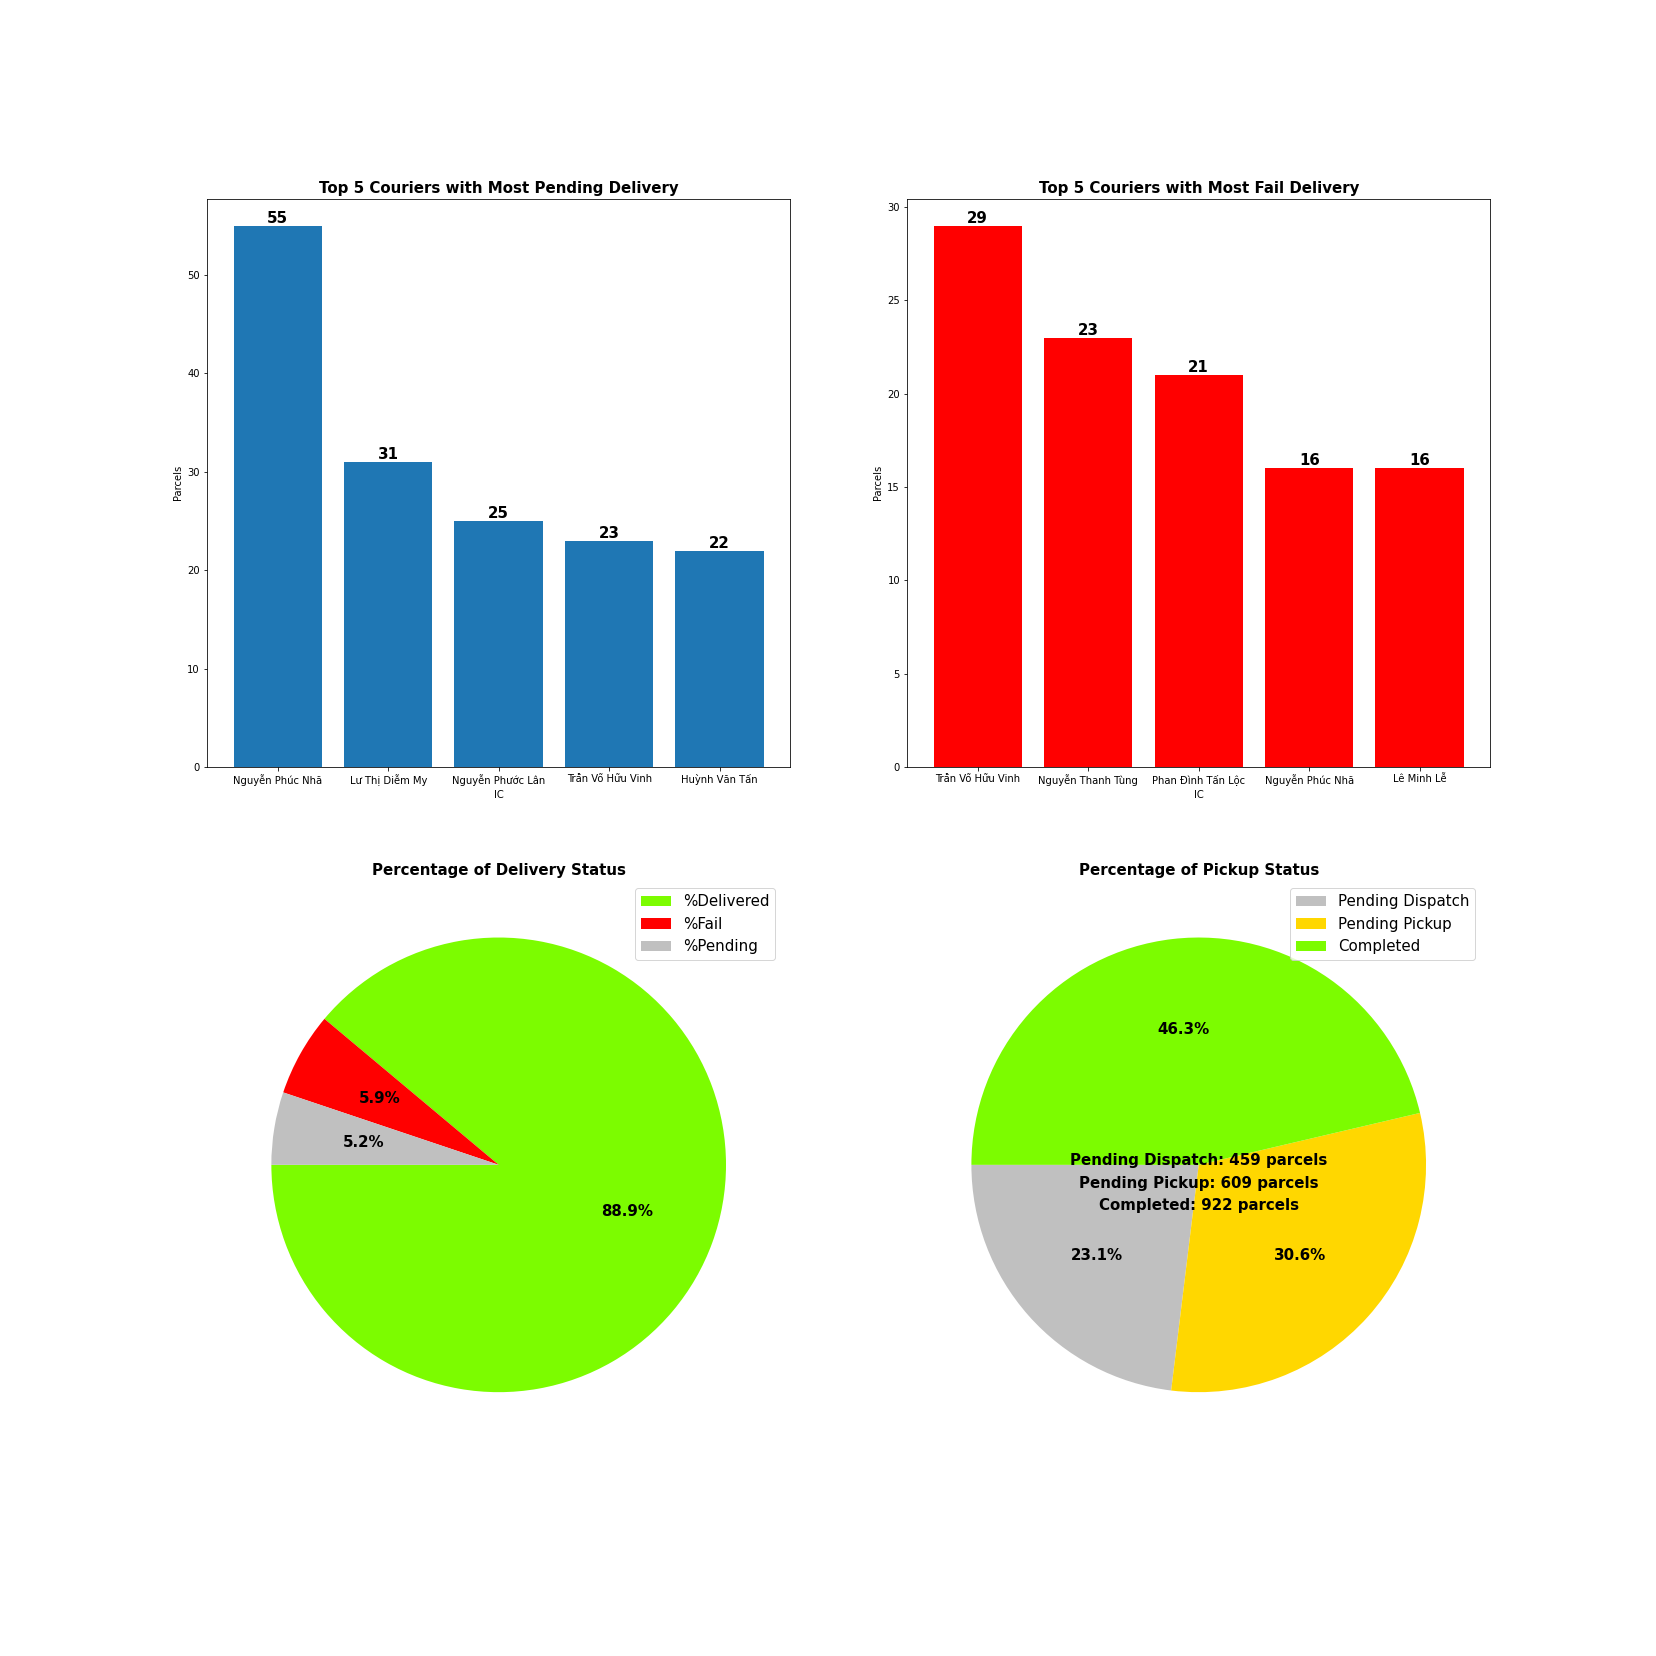 Top 5 Couriers with Most Pending Delivery
55
31
25
23
22
50
40
30
20
10
0
Parcels
Nguyễn Phúc Nhã
Lư Thị Diễm My
Nguyễn Phước Lân
Trần Võ Hữu Vinh
Huỳnh Văn Tấn
IC
Top 5 Couriers with Most Fail Delivery
29
23
21
16
16
30
25
20
15
10
5
0
Parcels
Trần Võ Hữu Vinh
Nguyễn Thanh Tùng
Phan Đình Tấn Lộc
Nguyễn Phúc Nhã
Lê Minh Lễ
IC
Percentage of Delivery Status
%Delivered
%Fail
%Pending
5.9%
5.2%
88.9%
Percentage of Pickup Status
Pending Dispatch
Pending Pickup
Completed
46.3%
Pending Dispatch: 459 parcels
Pending Pickup: 609 parcels
Completed: 922 parcels
23.1%
30.6%